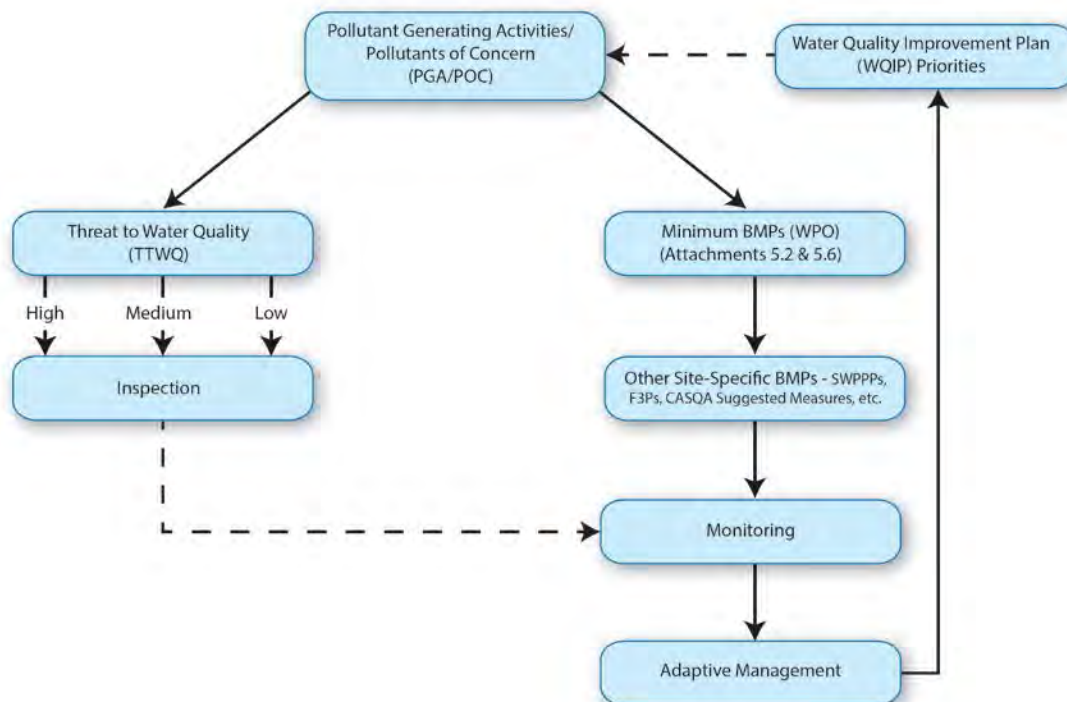 Pollutant Generating Activities/
Pollutants of Concern
(PGA/POC)
Water Quality Improvement Plan
(WQIP) Priorities
Threat to Water Quality
(TTWQ)
Minimum BMPs (WPO)
(Attachments 5.2 & 5.6)
High
Medium
Low
Inspection
Other Site-Specific BMPs - SWPPPs,
F3Ps, CASQA Suggested Measures, etc.
Monitoring
Adaptive Management